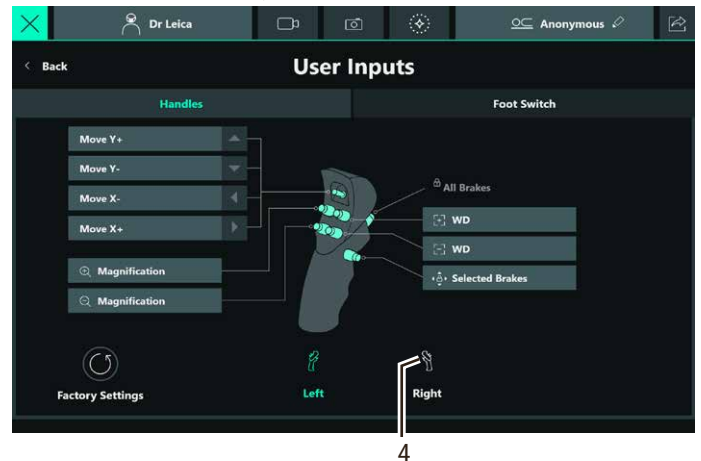 Dr Leica
Anonymous
Back
User Inputs
Handles
Foot Switch
Move Y+
Move Y-
Move X-
Move X+
Magnification
Magnification
All Brakes
WD
WD
Selected Brakes
Factory Settings
Left
Right
4